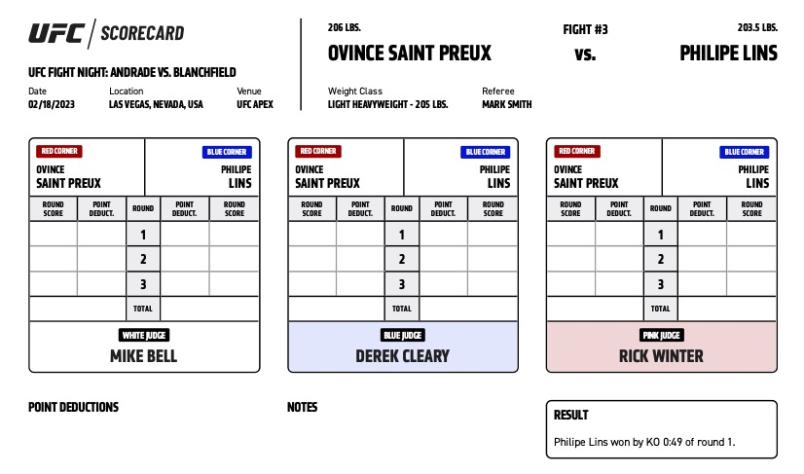 UFC / SCORECARD
UFC FIGHT NIGHT: ANDRADE VS. BLANCHFIELD
Date Location Venue
02/18/2023 LAS VEGAS, NEVADA, USA UFC APEX
206 LBS. FIGHT #3 203.5 LBS.
OVINCE SAINT PREUX VS. PHILIPE LINS
Weight Class Referee
LIGHT HEAVYWEIGHT - 205 LBS. MARK SMITH
RED CORNER BLUE CORNER
OVINCE PHILIPE
SAINT PREUX LINS
ROUND SCORE POINT DEDUCT. ROUND POINT DEDUCT. ROUND SCORE
1
2
3
TOTAL
WHITE JUDGE
MIKE BELL
RED CORNER BLUE CORNER
OVINCE PHILIPE
SAINT PREUX LINS
ROUND SCORE POINT DEDUCT. ROUND POINT DEDUCT. ROUND SCORE
1
2
3
TOTAL
BLUE JUDGE
DEREK CLEARY
RED CORNER BLUE CORNER
OVINCE PHILIPE
SAINT PREUX LINS
ROUND SCORE POINT DEDUCT. ROUND POINT DEDUCT. ROUND SCORE
1
2
3
TOTAL
PINK JUDGE
RICK WINTER
POINT DEDUCTIONS
NOTES
RESULT
Philipe Lins won by KO 0:49 of round 1.